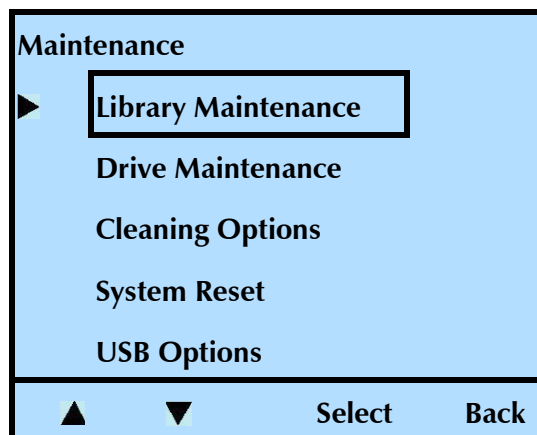 Maintenance
Library Maintenance
Drive Maintenance
Cleaning Options
System Reset
USB Options
Select Back